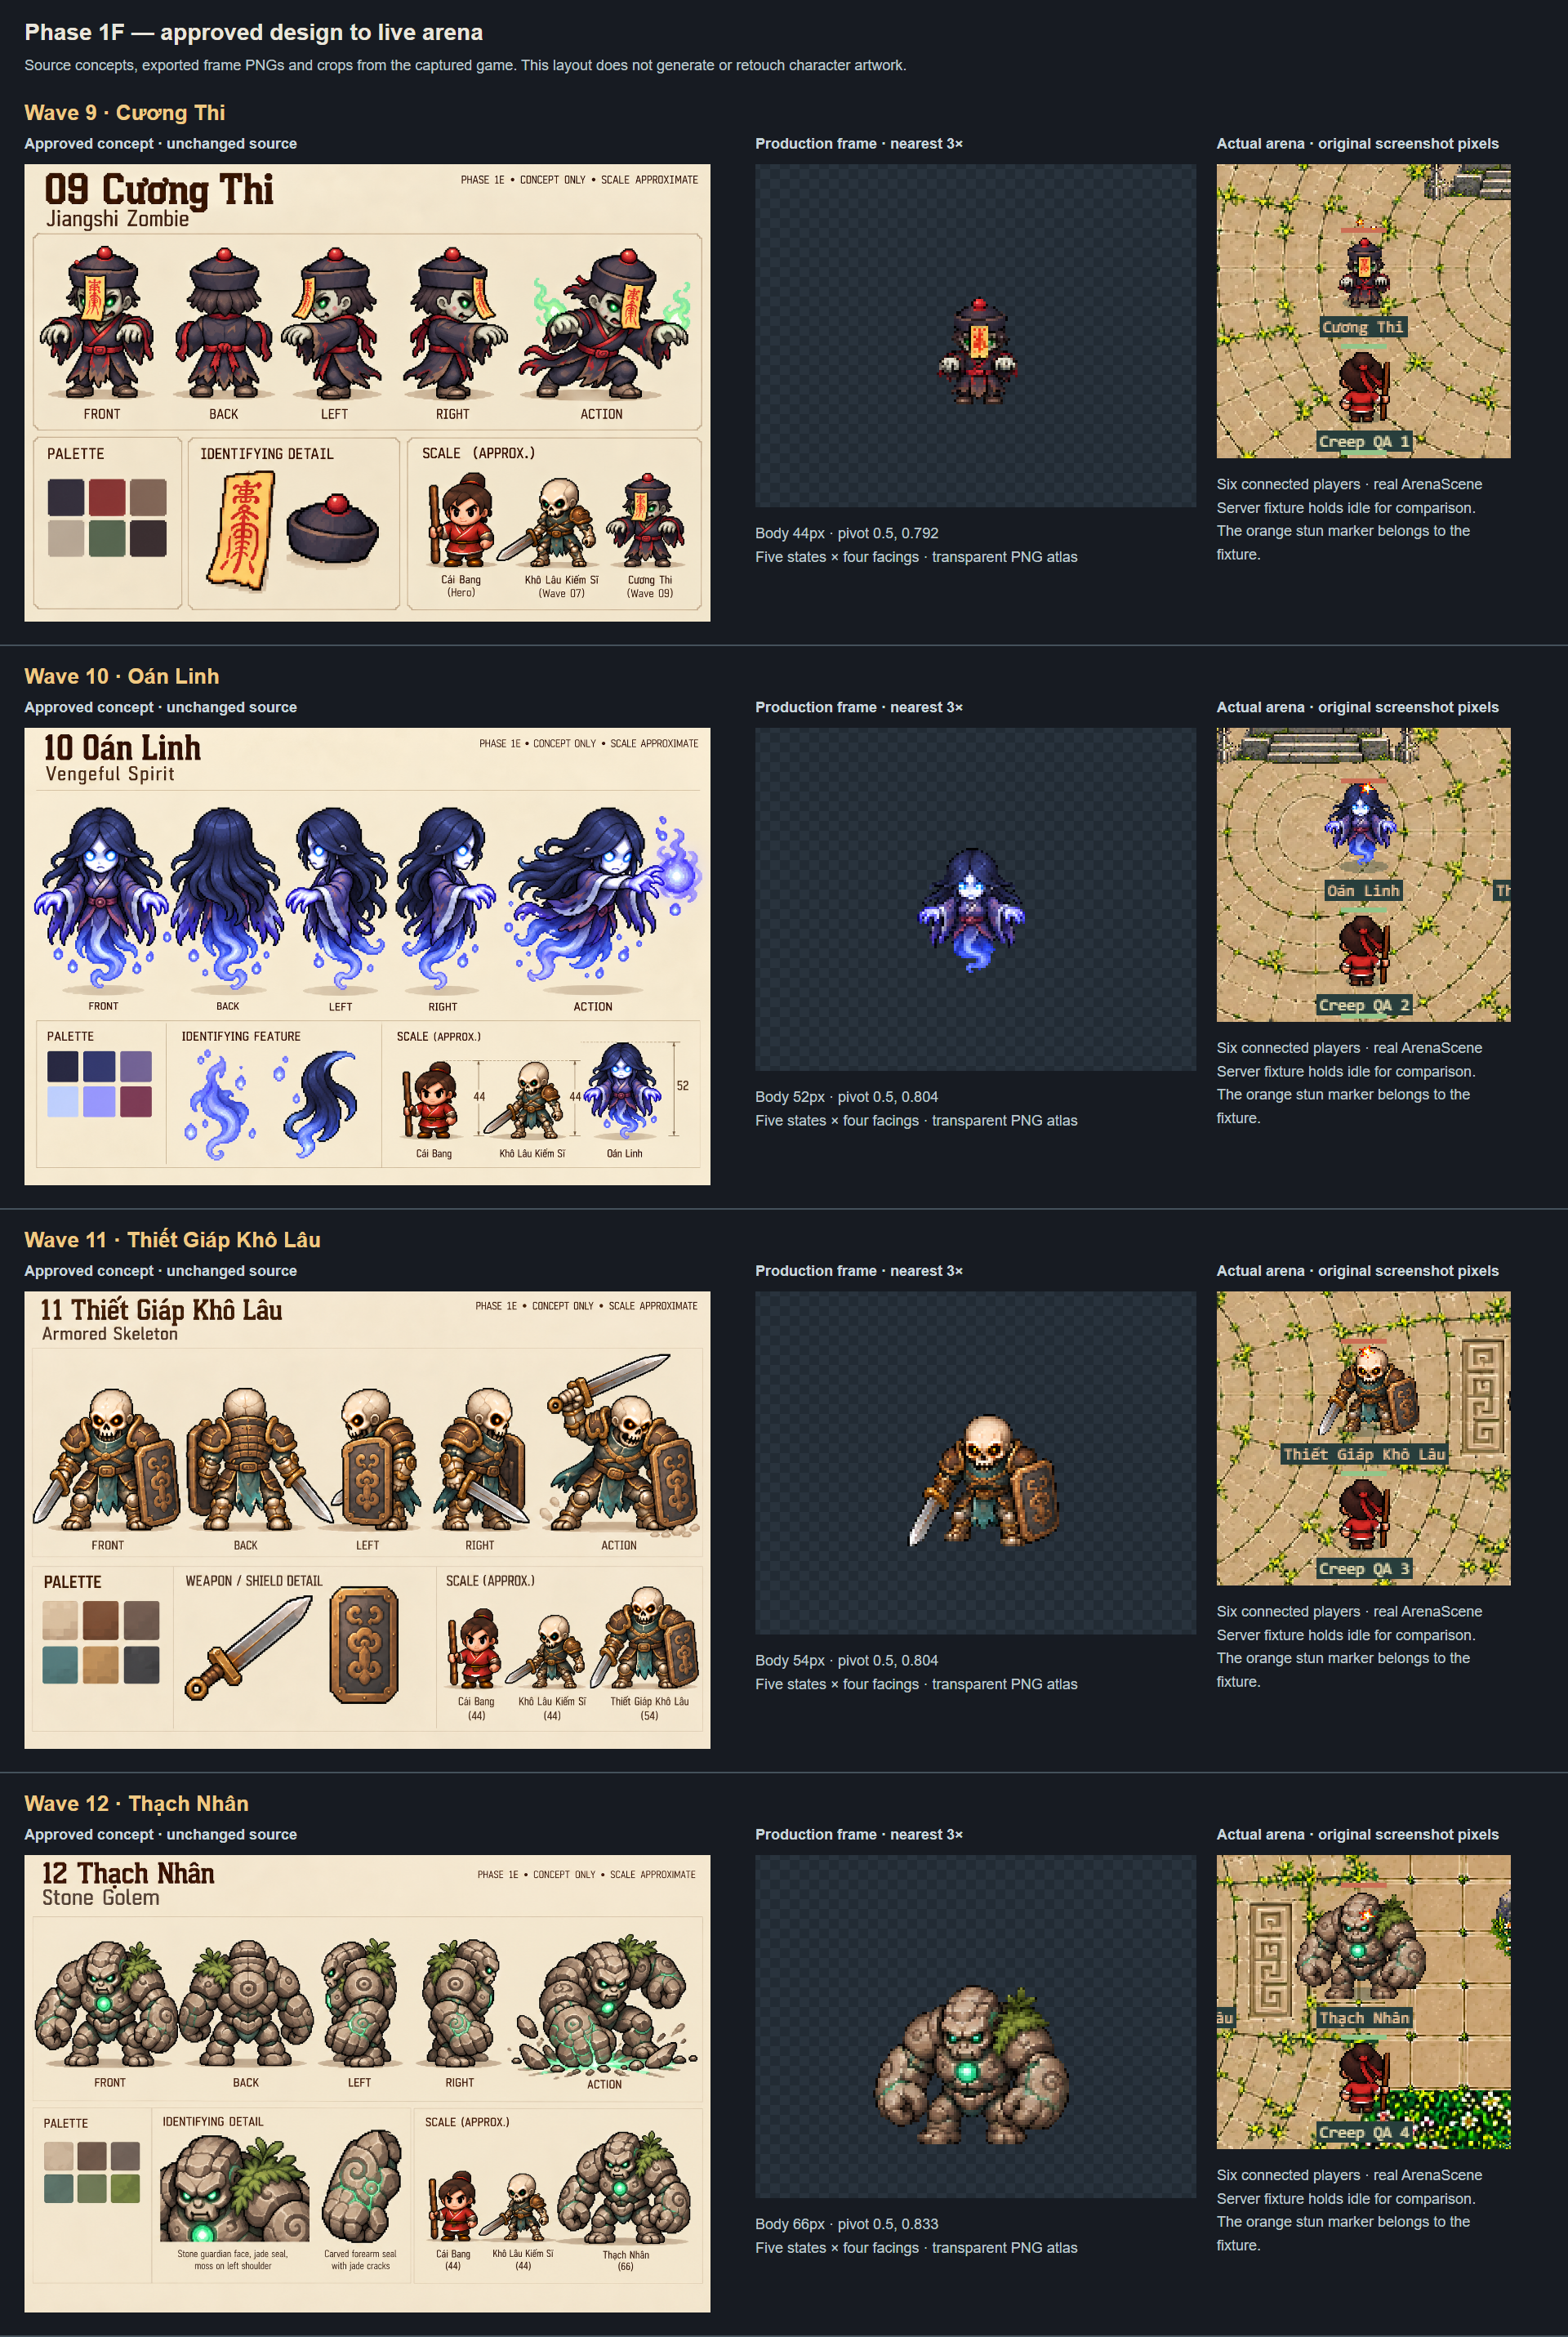 Phase 1F — approved design to live arena
Source concepts, exported frame PNGs and crops from the captured game. This layout does not generate or retouch character artwork.
Wave 9 · Cương Thi
Approved concept · unchanged source
Production frame · nearest 3×
Actual arena · original screenshot pixels
09 Cương Thi
PHASE 1E • CONCEPT ONLY • SCALE APPROXIMATE
Jiangshi Zombie
FRONT
BACK
LEFT
RIGHT
ACTION
PALETTE
IDENTIFYING DETAIL
SCALE (APPROX.)
Cái Bang
(Hero)
Khô Lâu Kiếm Sĩ
(Wave 07)
Cương Thi
(Wave 09)
Body 44px · pivot 0.5, 0.792
Five states × four facings · transparent PNG atlas
Cương Thi
Creep QA 1
Six connected players · real ArenaScene
Server fixture holds idle for comparison.
The orange stun marker belongs to the
fixture.
Wave 10 · Oán Linh
Approved concept · unchanged source
Production frame · nearest 3×
Actual arena · original screenshot pixels
10 Oán Linh
PHASE 1E • CONCEPT ONLY • SCALE APPROXIMATE
Vengeful Spirit
FRONT
BACK
LEFT
RIGHT
ACTION
PALETTE
IDENTIFYING FEATURE
SCALE (APPROX.)
44
44
52
Cái Bang
Khô Lâu Kiếm Sĩ
Oán Linh
Body 52px · pivot 0.5, 0.804
Five states × four facings · transparent PNG atlas
Oán Linh
Th
Creep QA 2
Six connected players · real ArenaScene
Server fixture holds idle for comparison.
The orange stun marker belongs to the
fixture.
Wave 11 · Thiết Giáp Khô Lâu
Approved concept · unchanged source
Production frame · nearest 3×
Actual arena · original screenshot pixels
11 Thiết Giáp Khô Lâu
PHASE 1E • CONCEPT ONLY • SCALE APPROXIMATE
Armored Skeleton
FRONT
BACK
LEFT
RIGHT
ACTION
PALETTE
WEAPON / SHIELD DETAIL
SCALE (APPROX.)
Cái Bang
(44)
Khô Lâu Kiếm Sĩ
(44)
Thiết Giáp Khô Lâu
(54)
Body 54px · pivot 0.5, 0.804
Five states × four facings · transparent PNG atlas
Thiết Giáp Khô Lâu
Creep QA 3
Six connected players · real ArenaScene
Server fixture holds idle for comparison.
The orange stun marker belongs to the
fixture.
Wave 12 · Thạch Nhân
Approved concept · unchanged source
Production frame · nearest 3×
Actual arena · original screenshot pixels
12 Thạch Nhân
PHASE 1E • CONCEPT ONLY • SCALE APPROXIMATE
Stone Golem
FRONT
BACK
LEFT
RIGHT
ACTION
PALETTE
IDENTIFYING DETAIL
SCALE (APPROX.)
Stone guardian face, jade seal,
moss on left shoulder
Carved forearm seal
with jade cracks
Cái Bang
(44)
Khô Lâu Kiếm Sĩ
(44)
Thạch Nhân
(66)
Body 66px · pivot 0.5, 0.833
Five states × four facings · transparent PNG atlas
âu
Thạch Nhân
Creep QA 4
Six connected players · real ArenaScene
Server fixture holds idle for comparison.
The orange stun marker belongs to the
fixture.